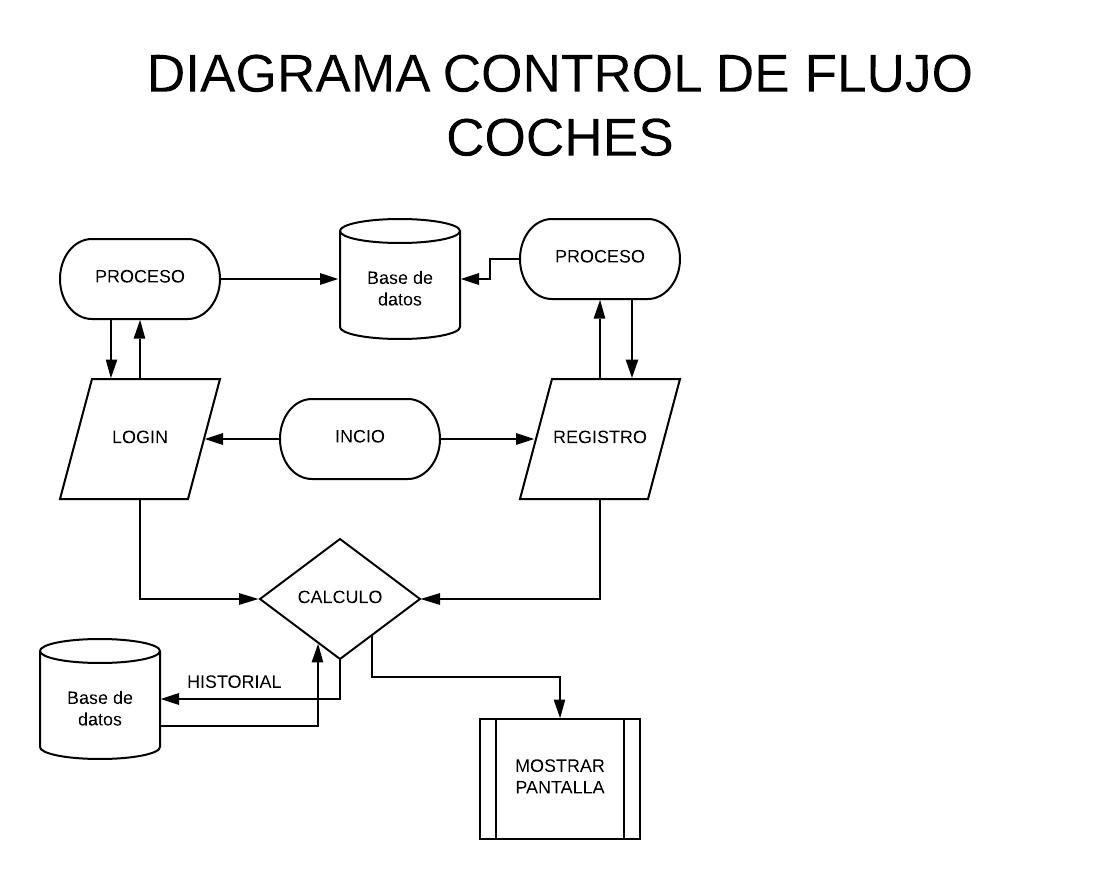 DIAGRAMA CONTROL DE FLUJO
COCHES
PROCESO
Base de
datos
PROCESO
LOGIN
INCIO
REGISTRO
CALCULO
HISTORIAL
Base de
datos
MOSTRAR
PANTALLA